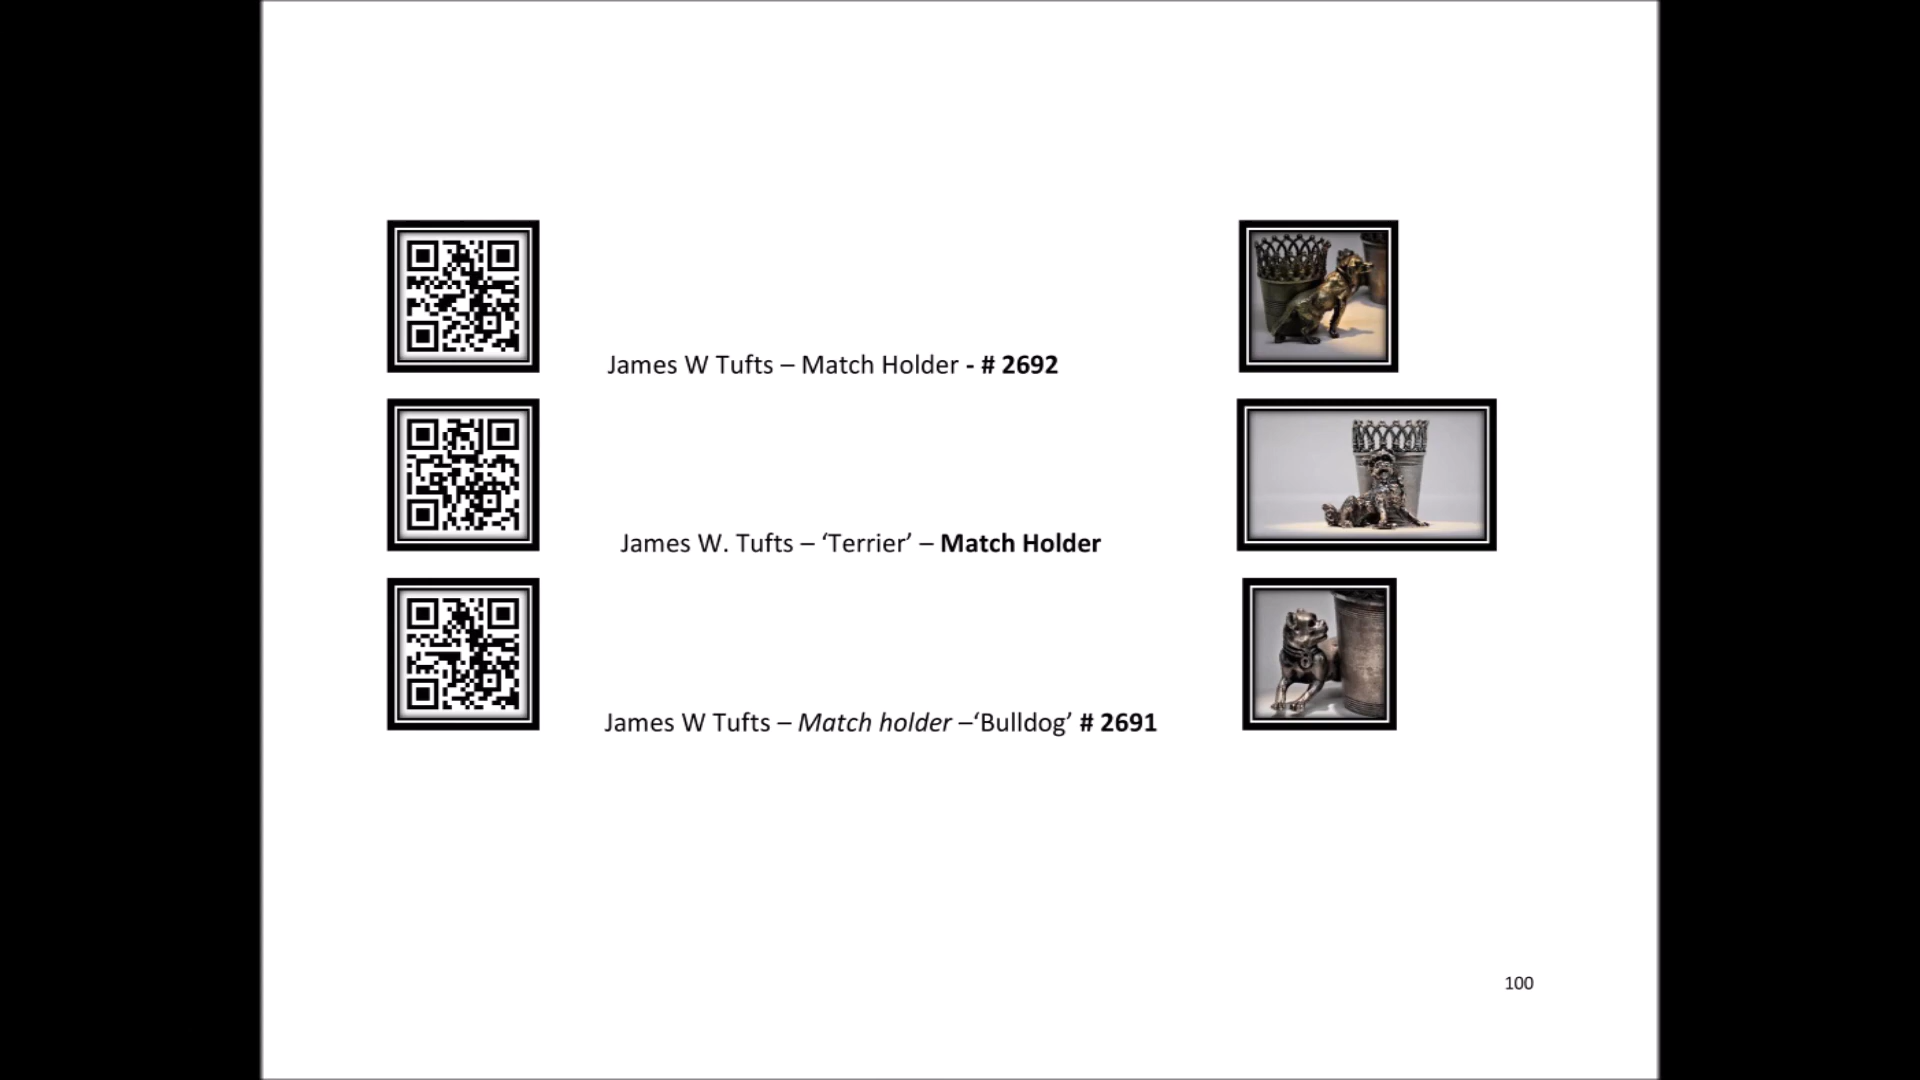 James W Tufts – Match Holder - # 2692
James W. Tufts – ‘Terrier’ – Match Holder
James W Tufts – Match holder –‘Bulldog’ # 2691
100